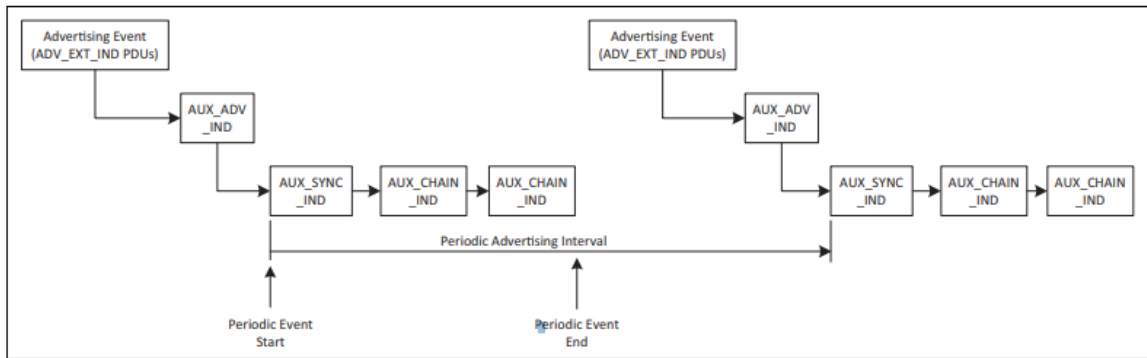 Advertising Event
(ADV_EXT_IND PDUs)
Advertising Event
(ADV_EXT_IND PDUs)
AUX_ADV
_IND
AUX_ADV
_IND
AUX_SYNC
_IND
AUX_CHAIN
_IND
AUX_CHAIN
_IND
AUX_SYNC
_IND
AUX_CHAIN
_IND
AUX_CHAIN
_IND
Periodic Advertising Interval
Periodic Event
Start
Periodic Event
End